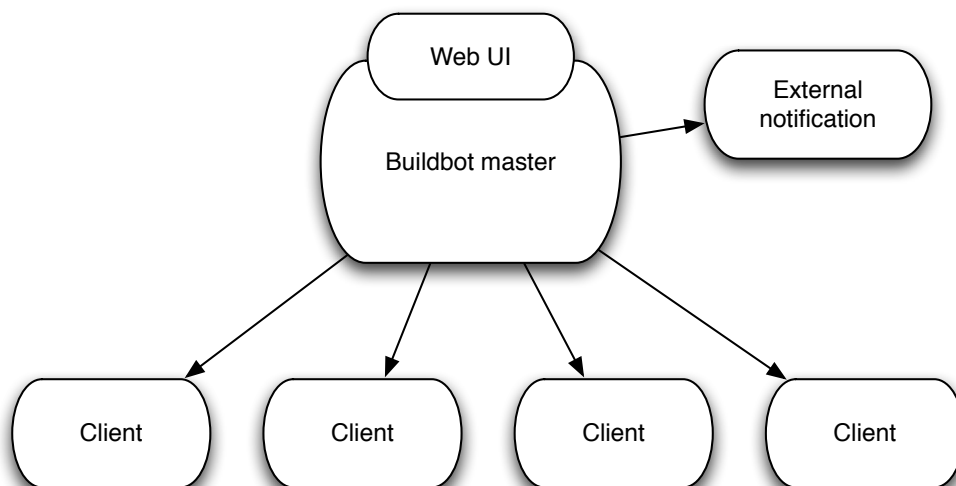 Web UI
External
notification
Buildbot master
Client
Client
Client
Client